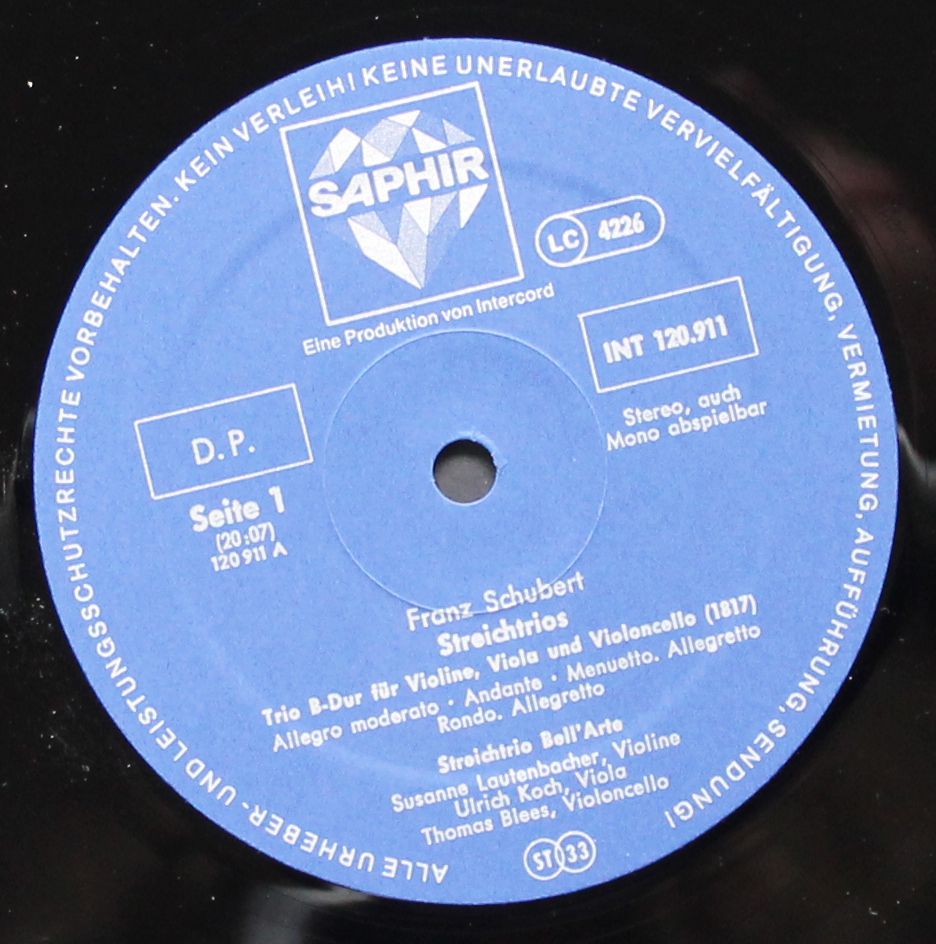 ALLE URHEBER- UND LEISTUNGSSCHUTZRECHTE VORBEHALTEN. KEIN VERLEIH! KEINE UNERLAUBTE VERVIELFÄLTIGUNG, VERMIETUNG, AUFFÜHRUNG, SENDUNG!
SAPHIR
LC 4226
Eine Produktion von Intercord
INT 120.911
Stereo, auch
Mono abspielbar
D.P.
Seite 1
(20:07)
120 911 A
Franz Schubert
Streichtrios
Trio B-Dur für Violine, Viola und Violoncello (1817)
Allegro moderato · Andante · Menuetto. Allegretto
Rondo. Allegretto
Streichtrio Bell'Arte
Susanne Lautenbacher, Violine
Ulrich Koch, Viola
Thomas Blees, Violoncello
ST 33